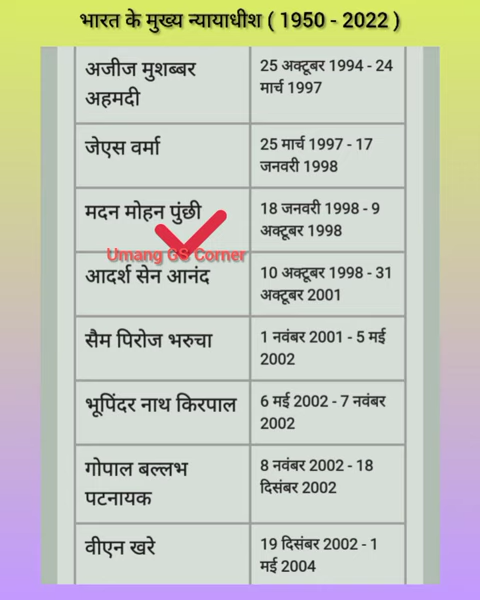 भारत के मुख्य न्यायाधीश ( 1950 - 2022 )
अजीज मुशब्बर
अहमदी
25 अक्टूबर 1994 - 24
मार्च 1997
जेएस वर्मा
25 मार्च 1997 - 17
जनवरी 1998
मदन मोहन पुंछी
18 जनवरी 1998 - 9
अक्टूबर 1998
Umang GS Corner
आदर्श सेन आनंद
10 अक्टूबर 1998 - 31
अक्टूबर 2001
सैम पिरोज भरुचा
1 नवंबर 2001 - 5 मई
2002
भूपिंदर नाथ किरपाल
6 मई 2002 - 7 नवंबर
2002
गोपाल बल्लभ
पटनायक
8 नवंबर 2002 - 18
दिसंबर 2002
वीएन खरे
19 दिसंबर 2002 - 1
मई 2004